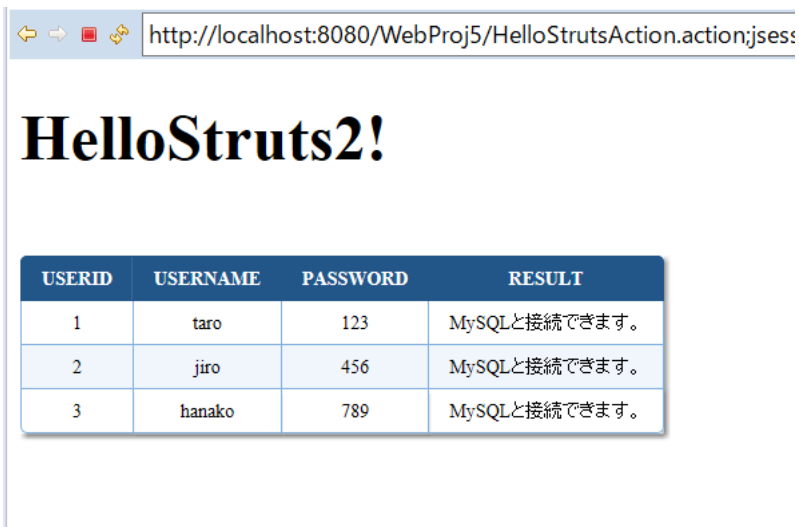 http://localhost:8080/WebProj5/HelloStrutsAction.action;jsess
HelloStruts2!
USERID USERNAME PASSWORD RESULT
1 taro 123 MySQLと接続できます。
2 jiro 456 MySQLと接続できます。
3 hanako 789 MySQLと接続できます。